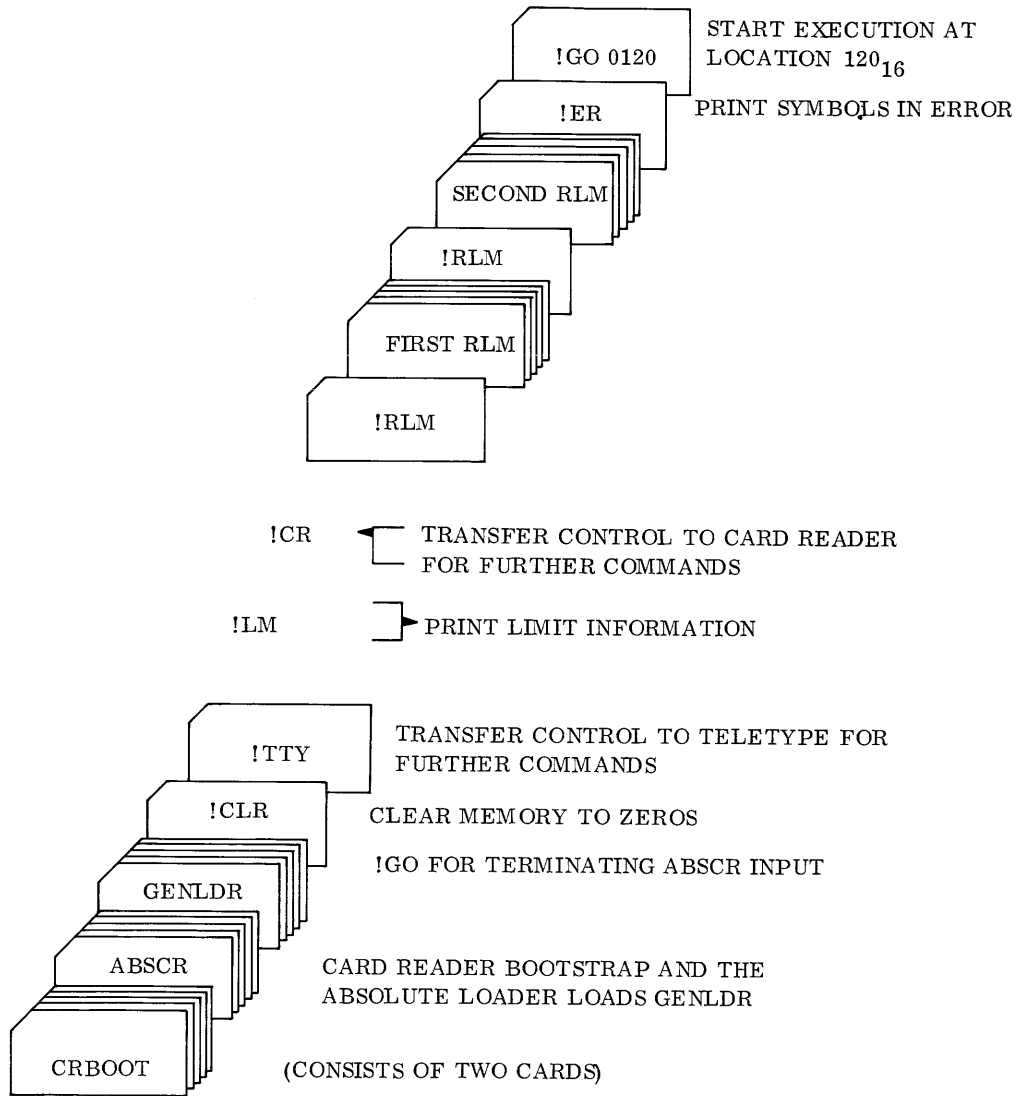 !GO 0120
START EXECUTION AT
LOCATION 120₁₆
!ER
PRINT SYMBOLS IN ERROR
SECOND RLM
!RLM
FIRST RLM
!RLM
!CR
TRANSFER CONTROL TO CARD READER
FOR FURTHER COMMANDS
!LM
PRINT LIMIT INFORMATION
!TTY
TRANSFER CONTROL TO TELETYPE FOR
FURTHER COMMANDS
!CLR
CLEAR MEMORY TO ZEROS
!GO FOR TERMINATING ABSCR INPUT
GENLDR
ABSCR
CARD READER BOOTSTRAP AND THE
ABSOLUTE LOADER LOADS GENLDR
CRBOOT
(CONSISTS OF TWO CARDS)